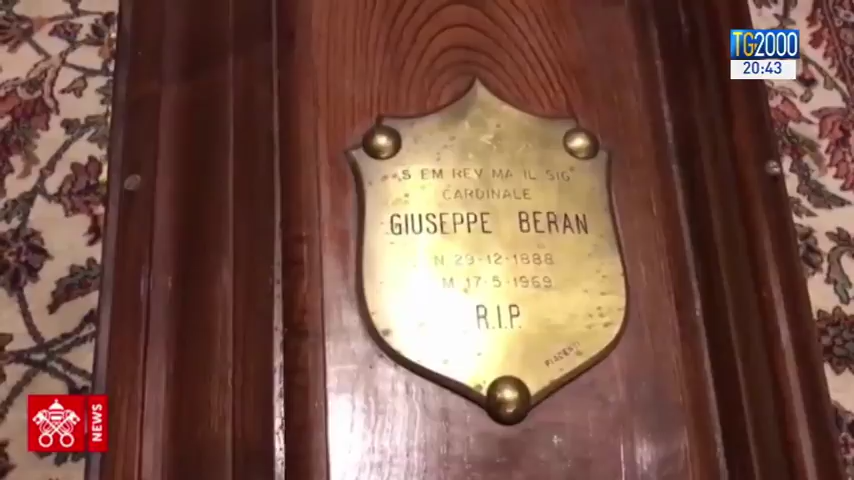 TG2000
20:43
S EM REV MA IL SIG
CARDINALE
GIUSEPPE BERAN
N 29·12·1888
M 17·5·1969
R.I.P
NEWS